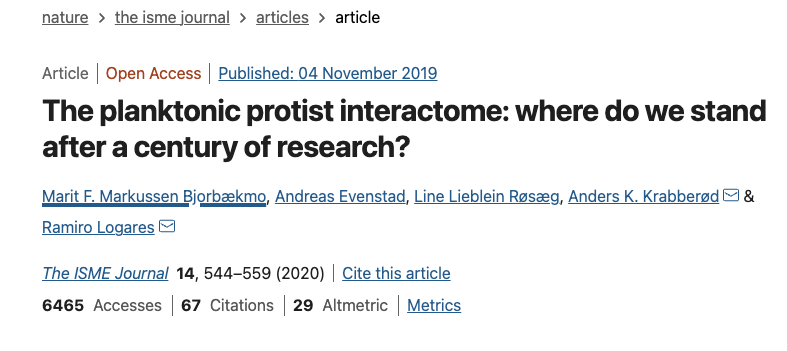 nature > the isme journal > articles > article
Article | Open Access | Published: 04 November 2019
The planktonic protist interactome: where do we stand
after a century of research?
Marit F. Markussen Bjorbækmo, Andreas Evenstad, Line Lieblein Røsæg, Anders K. Krabberød &
Ramiro Logares
The ISME Journal 14, 544–559 (2020) | Cite this article
6465 Accesses | 67 Citations | 29 Altmetric | Metrics